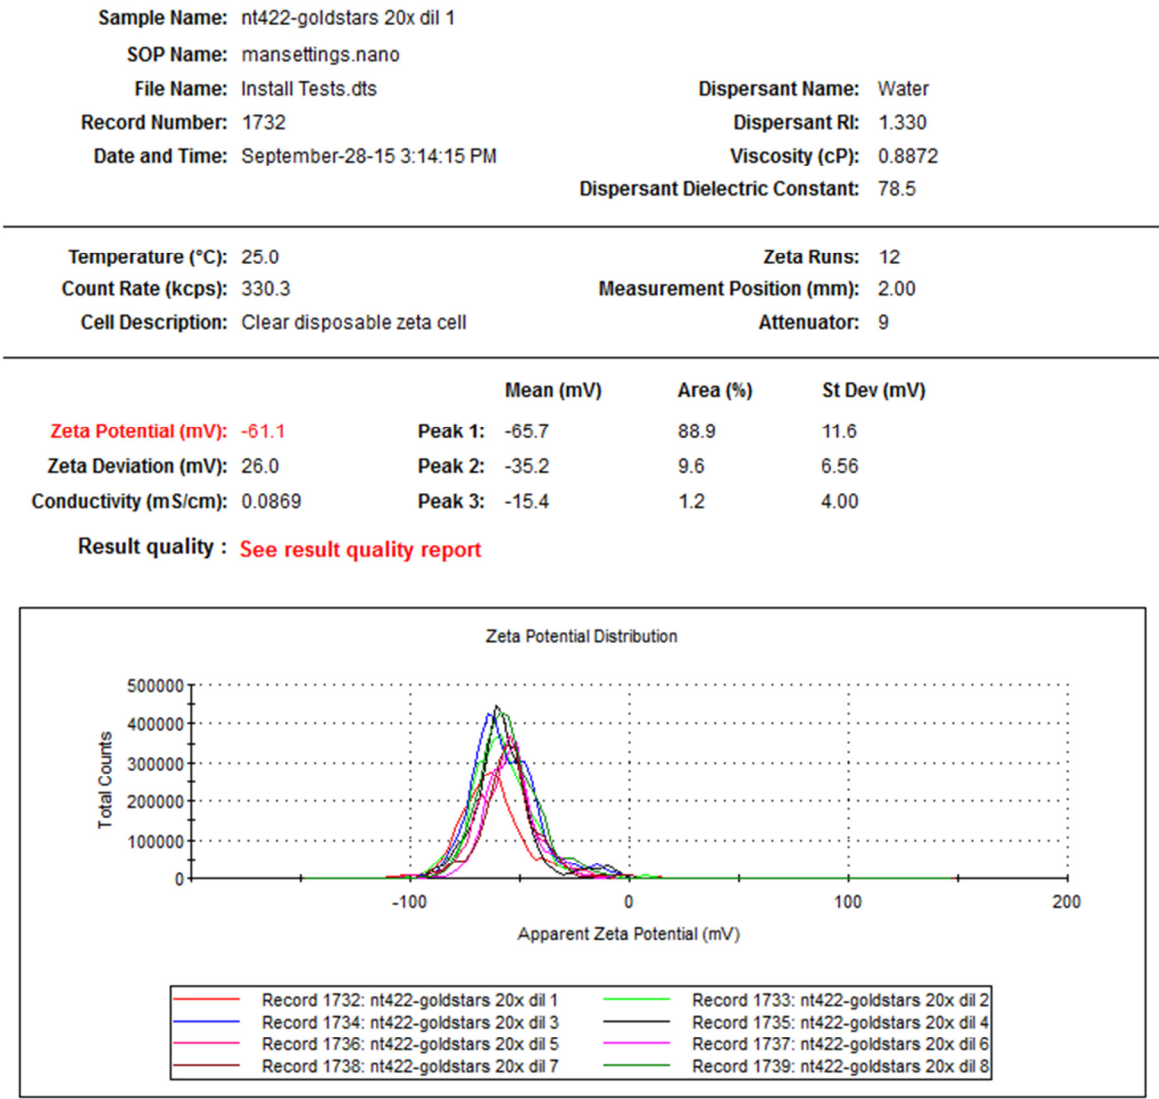 Sample Name: nt422-goldstars 20x dil 1
SOP Name: mansettings.nano
File Name: Install Tests.dts Dispersant Name: Water
Record Number: 1732 Dispersant RI: 1.330
Date and Time: September-28-15 3:14:15 PM Viscosity (cP): 0.8872
Dispersant Dielectric Constant: 78.5
Temperature (°C): 25.0 Zeta Runs: 12
Count Rate (kcps): 330.3 Measurement Position (mm): 2.00
Cell Description: Clear disposable zeta cell Attenuator: 9
Mean (mV) Area (%) St Dev (mV)
Zeta Potential (mV): -61.1 Peak 1: -65.7 88.9 11.6
Zeta Deviation (mV): 26.0 Peak 2: -35.2 9.6 6.56
Conductivity (mS/cm): 0.0869 Peak 3: -15.4 1.2 4.00
Result quality : See result quality report
Zeta Potential Distribution
Total Counts
500000
400000
300000
200000
100000
0
-100 0 100 200
Apparent Zeta Potential (mV)
Record 1732: nt422-goldstars 20x dil 1 Record 1733: nt422-goldstars 20x dil 2
Record 1734: nt422-goldstars 20x dil 3 Record 1735: nt422-goldstars 20x dil 4
Record 1736: nt422-goldstars 20x dil 5 Record 1737: nt422-goldstars 20x dil 6
Record 1738: nt422-goldstars 20x dil 7 Record 1739: nt422-goldstars 20x dil 8